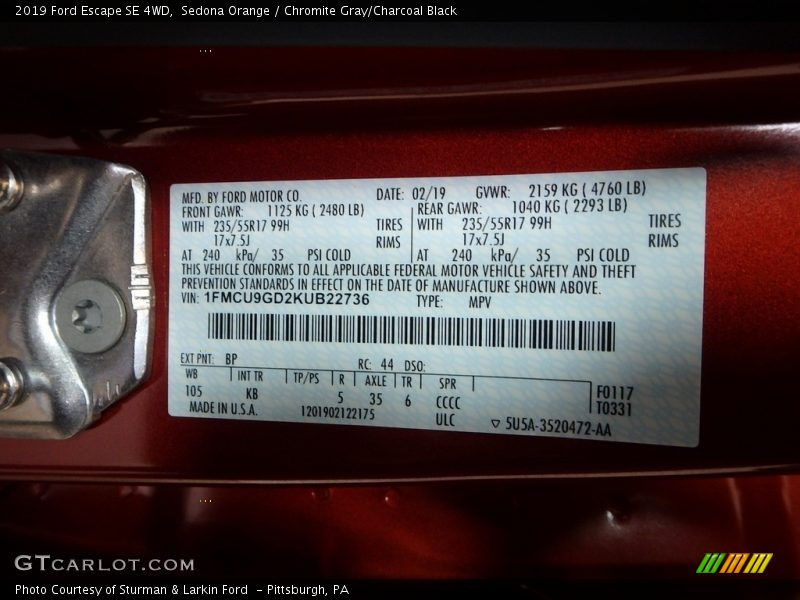 2019 Ford Escape SE 4WD, Sedona Orange / Chromite Gray/Charcoal Black
MFD. BY FORD MOTOR CO. DATE: 02/19 GVWR: 2159 KG ( 4760 LB)
FRONT GAWR: 1125 KG ( 2480 LB) REAR GAWR: 1040 KG ( 2293 LB)
WITH 235/55R17 99H TIRES WITH 235/55R17 99H TIRES
17x7.5J RIMS 17x7.5J RIMS
AT 240 kPa/ 35 PSI COLD AT 240 kPa/ 35 PSI COLD
THIS VEHICLE CONFORMS TO ALL APPLICABLE FEDERAL MOTOR VEHICLE SAFETY AND THEFT
PREVENTION STANDARDS IN EFFECT ON THE DATE OF MANUFACTURE SHOWN ABOVE.
VIN: 1FMCU9GD2KUB22736 TYPE: MPV
EXT PNT: BP RC: 44 DSO:
WB INT TR TP/PS R AXLE TR SPR F0117
105 KB 5 35 6 CCCC T0331
MADE IN U.S.A. 1201902122175 ULC 5U5A-3520472-AA
GTCARLOT.COM
Photo Courtesy of Sturman & Larkin Ford - Pittsburgh, PA